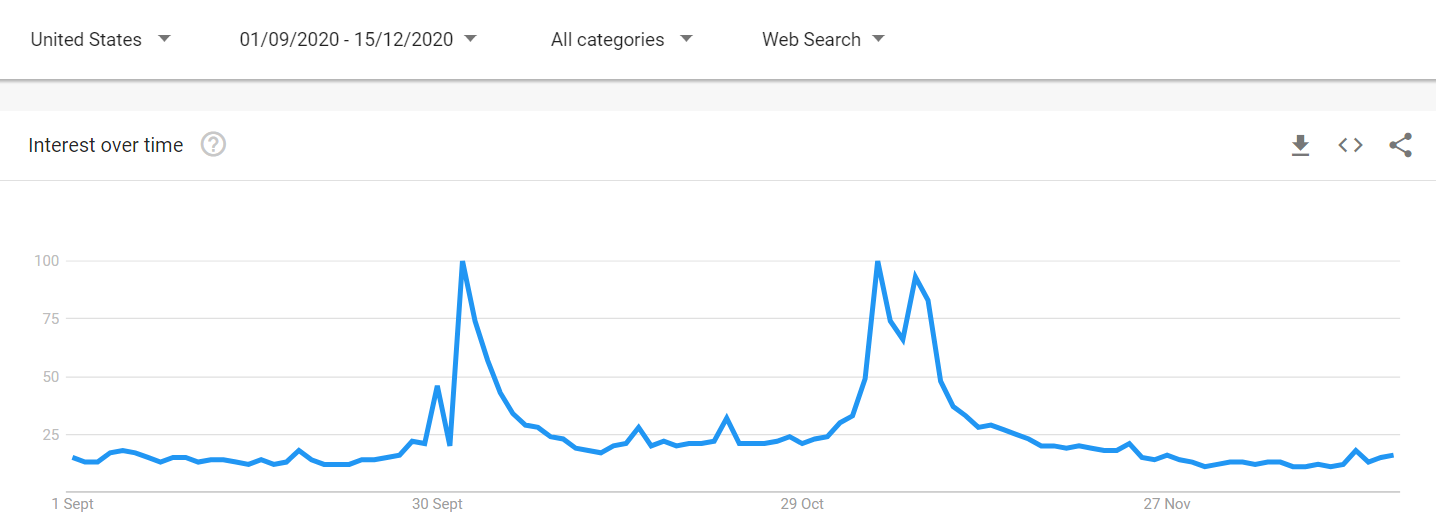 United States 01/09/2020 - 15/12/2020 All categories Web Search
Interest over time ?
100
75
50
25
1 Sept 30 Sept 29 Oct 27 Nov